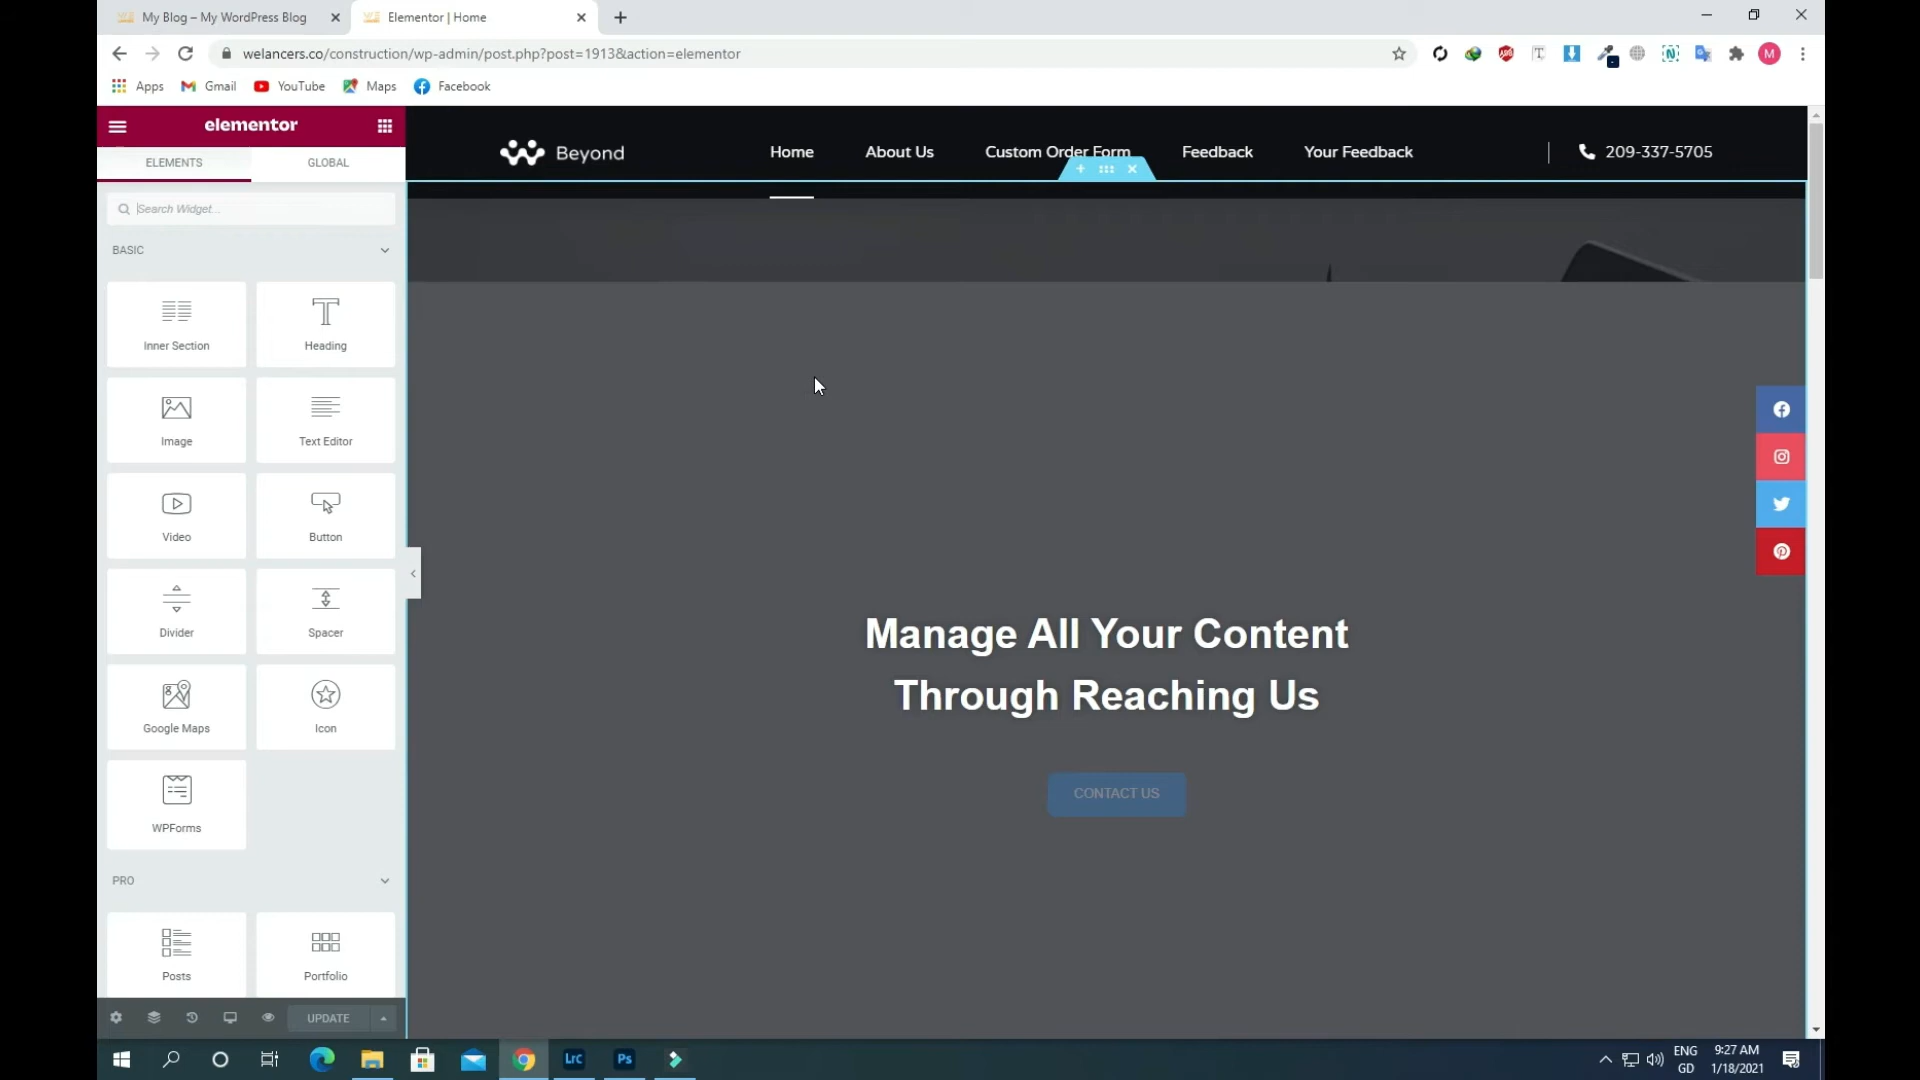 My Blog – My WordPress Blog
Elementor | Home
welancers.co/construction/wp-admin/post.php?post=1913&action=elementor
Apps
Gmail
YouTube
Maps
Facebook
elementor
ELEMENTS
GLOBAL
Search Widget...
BASIC
Inner Section
Heading
Image
Text Editor
Video
Button
Divider
Spacer
Google Maps
Icon
WPForms
PRO
Posts
Portfolio
UPDATE
Beyond
Home
About Us
Custom Order Form
Feedback
Your Feedback
209-337-5705
Manage All Your Content
Through Reaching Us
CONTACT US
M
Lrc
Ps
ENG
GD
9:27 AM
1/18/2021